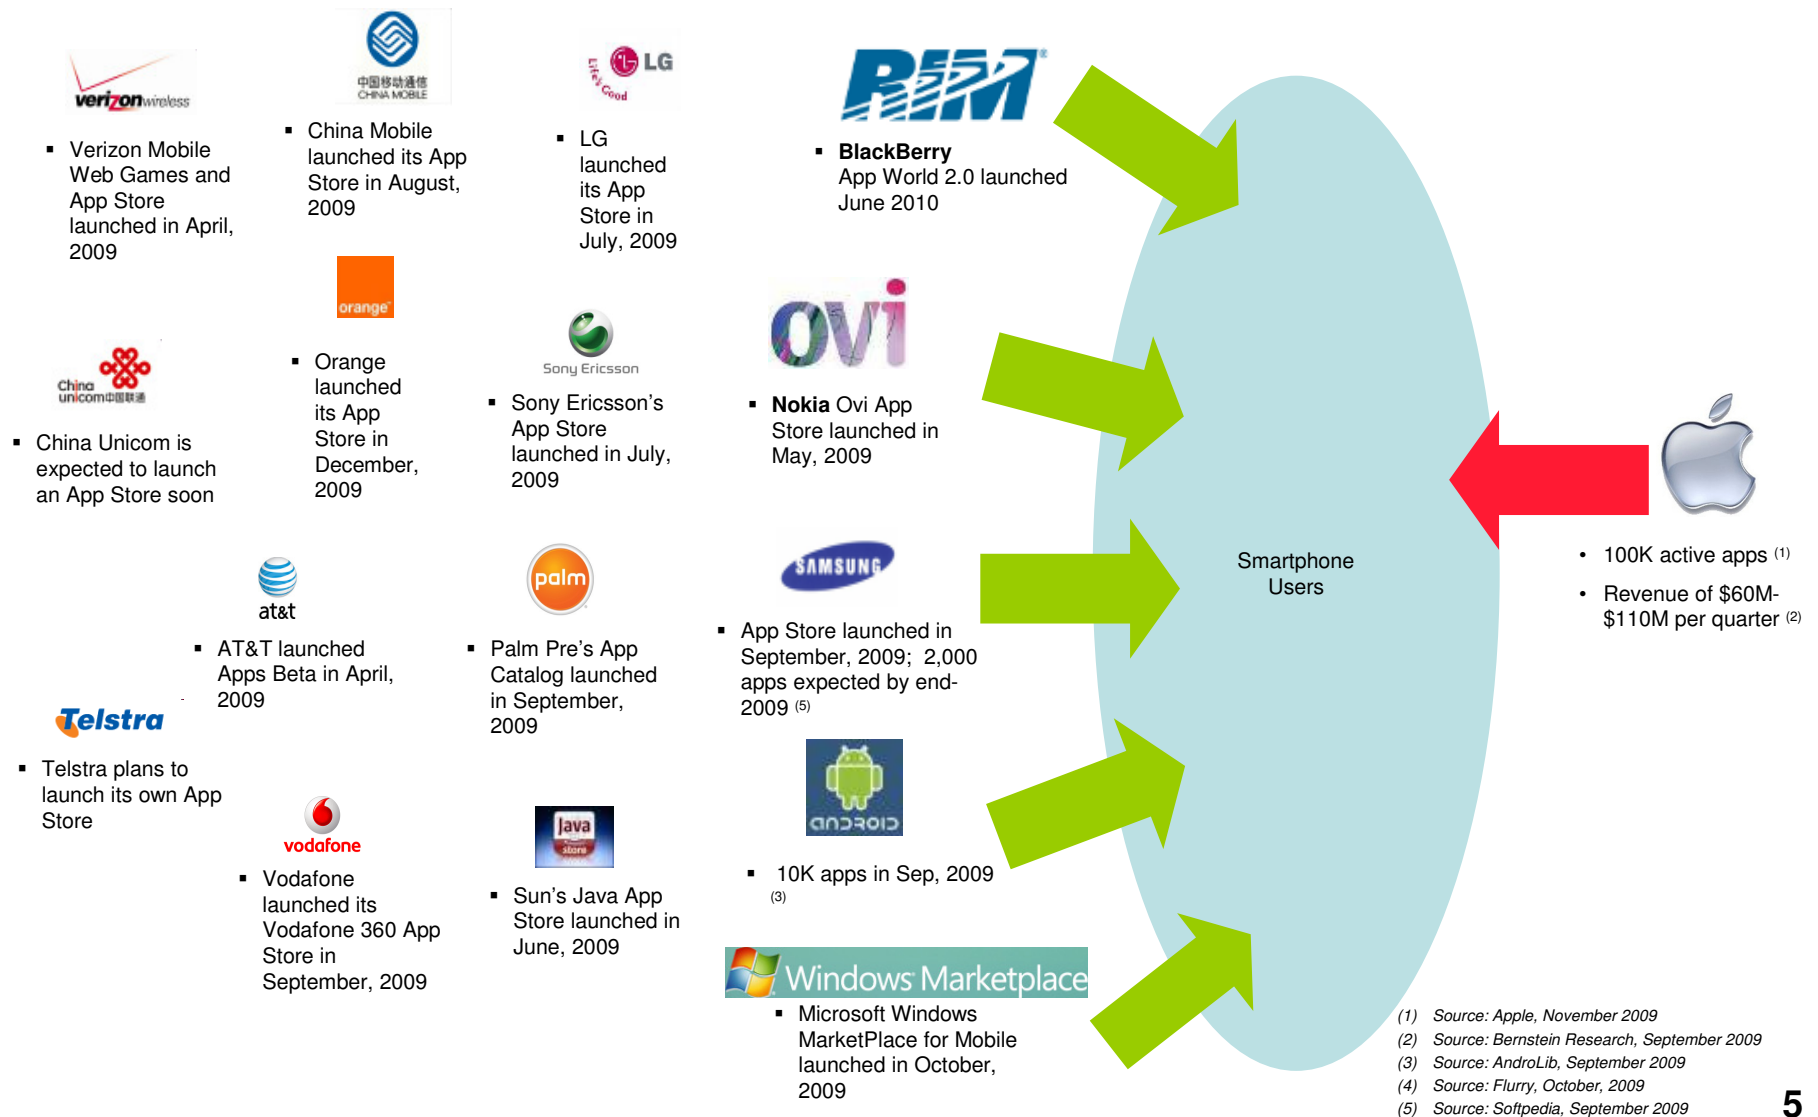 verizonwireless
Verizon Mobile
Web Games and
App Store
launched in April,
2009
中国移动通信
CHINA MOBILE
China Mobile
launched its App
Store in August,
2009
Life's Good
LG
LG
launched
its App
Store in
July, 2009
RIM®
BlackBerry
App World 2.0 launched
June 2010
China
unicom中国联通
China Unicom is
expected to launch
an App Store soon
orange™
Orange
launched
its App
Store in
December,
2009
Sony Ericsson
Sony Ericsson’s
App Store
launched in July,
2009
ovi
Nokia Ovi App
Store launched in
May, 2009
at&t
AT&T launched
Apps Beta in April,
2009
palm
Palm Pre’s App
Catalog launched
in September,
2009
SAMSUNG
App Store launched in
September, 2009; 2,000
apps expected by end-
2009 (5)
Smartphone
Users
100K active apps (1)
Revenue of $60M-
$110M per quarter (2)
Telstra
Telstra plans to
launch its own App
Store
vodafone
Vodafone
launched its
Vodafone 360 App
Store in
September, 2009
Java
store
Sun’s Java App
Store launched in
June, 2009
ANDROID
10K apps in Sep, 2009
(3)
Windows Marketplace
Microsoft Windows
MarketPlace for Mobile
launched in October,
2009
(1) Source: Apple, November 2009
(2) Source: Bernstein Research, September 2009
(3) Source: AndroLib, September 2009
(4) Source: Flurry, October, 2009
(5) Source: Softpedia, September 2009
5